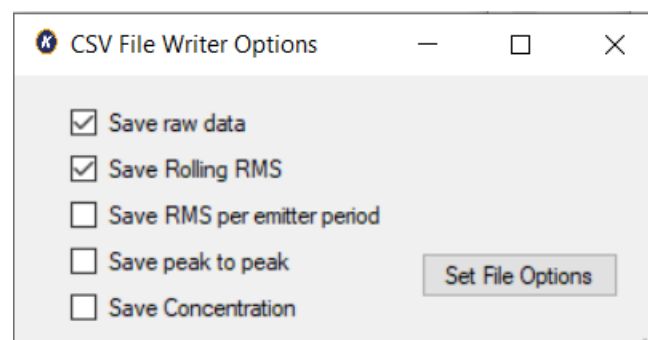 CSV File Writer Options
Save raw data
Save Rolling RMS
Save RMS per emitter period
Save peak to peak
Set File Options
Save Concentration